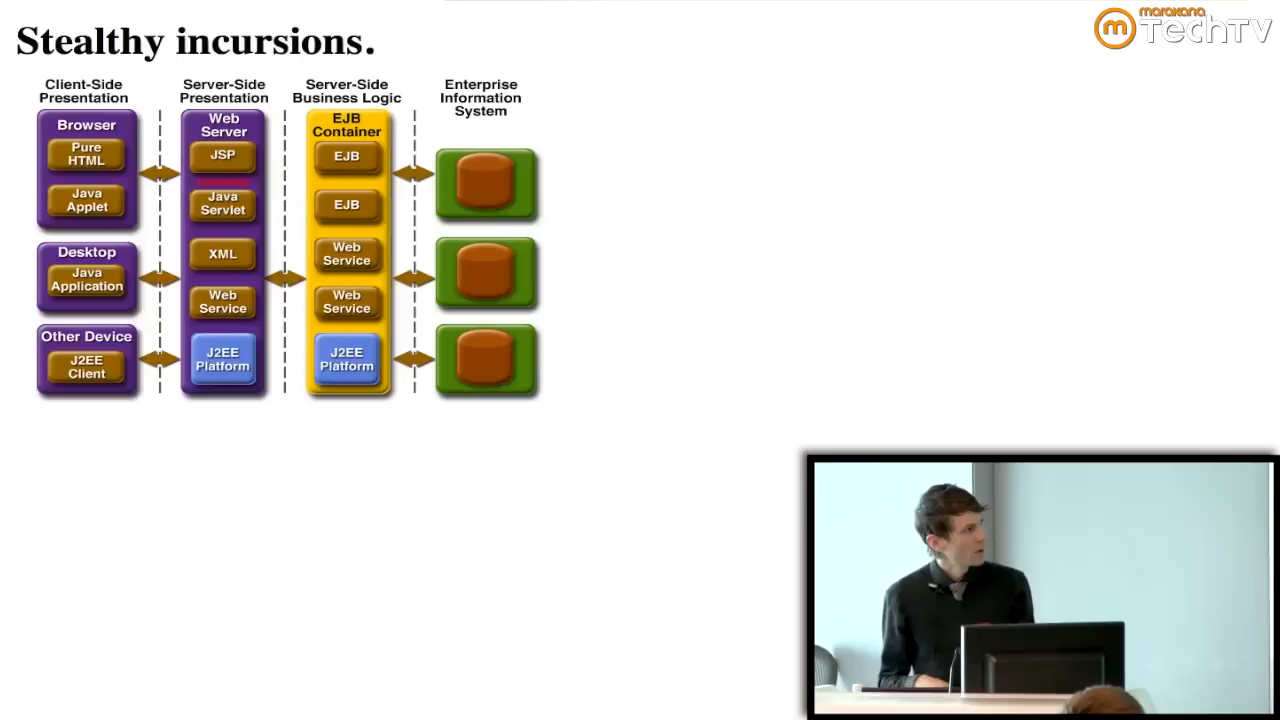 marakana
TechTV
Stealthy incursions.
Client-Side
Presentation
Server-Side
Presentation
Server-Side
Business Logic
Enterprise
Information
System
Browser
Pure
HTML
Java
Applet
Desktop
Java
Application
Other Device
J2EE
Client
Web
Server
JSP
Java
Servlet
XML
Web
Service
J2EE
Platform
EJB
Container
EJB
EJB
Web
Service
Web
Service
J2EE
Platform